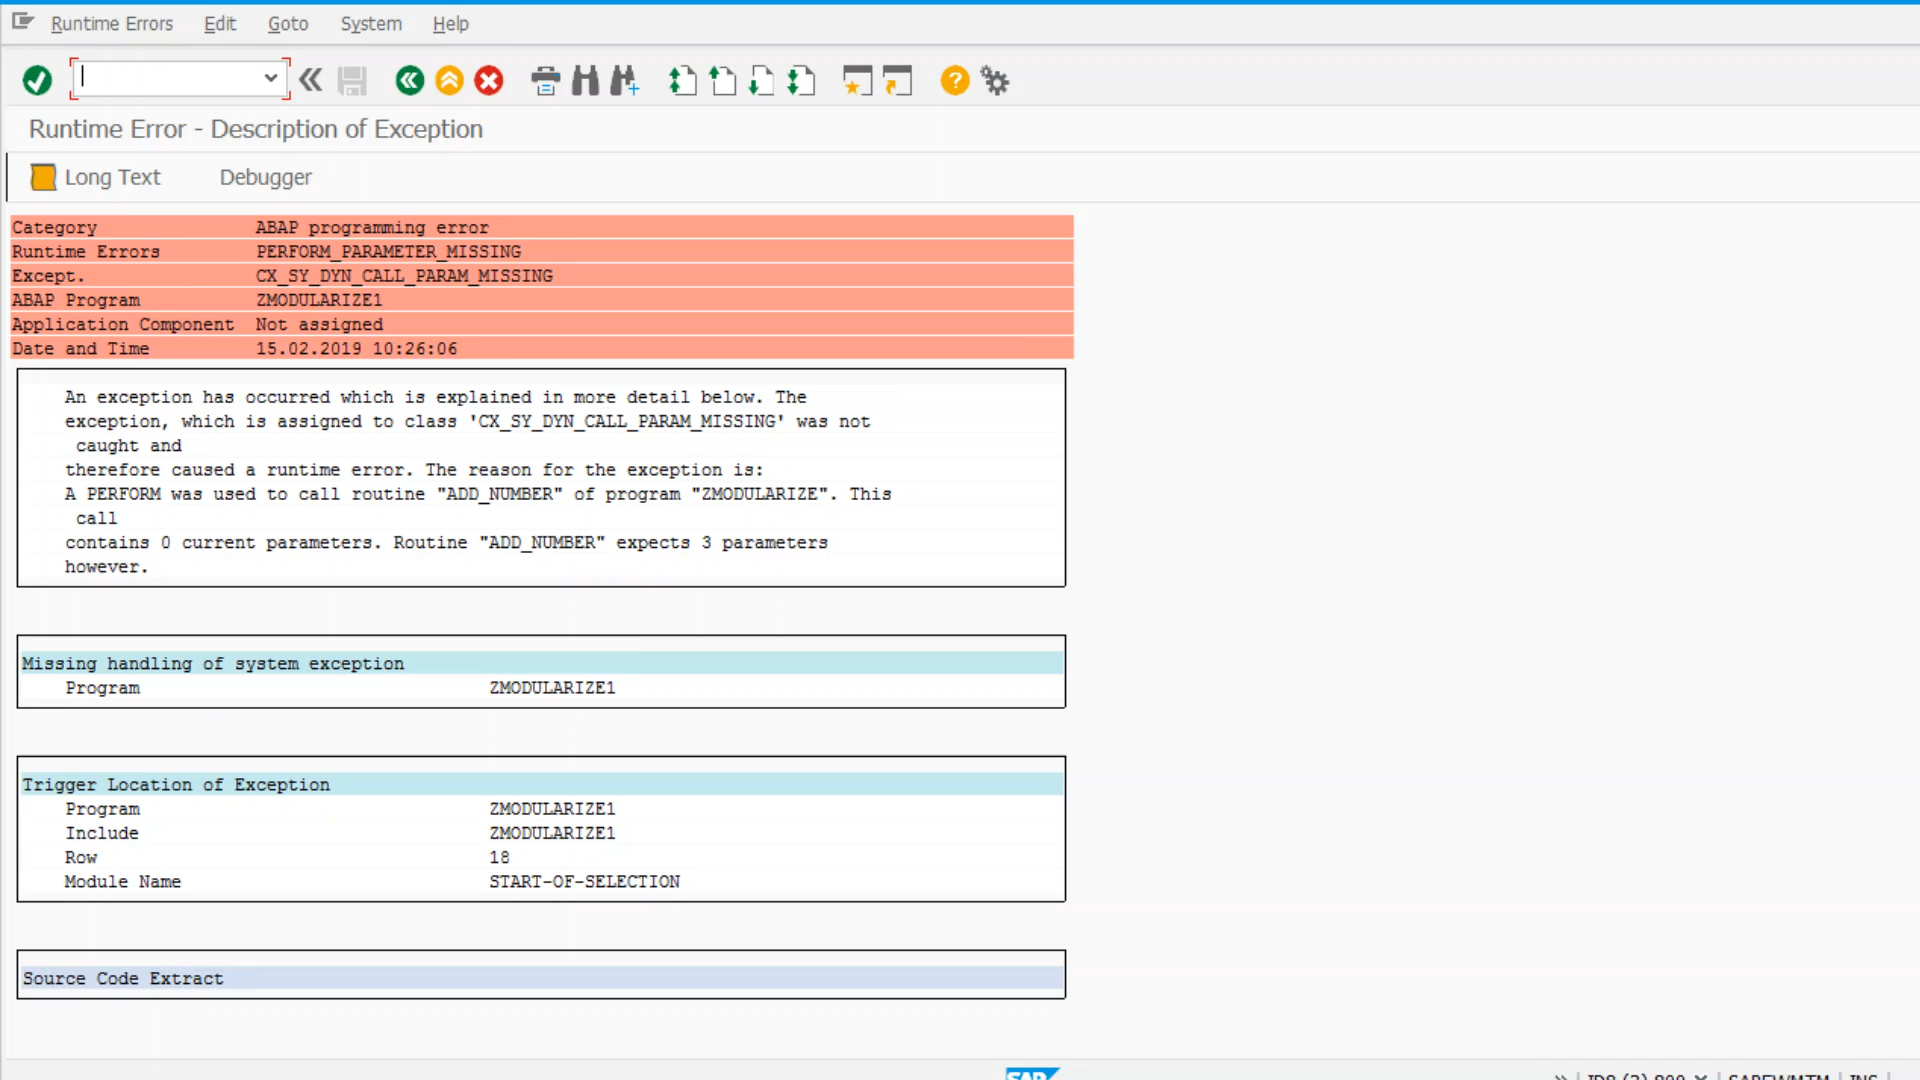 Runtime Errors Edit Goto System Help
Runtime Error - Description of Exception
Long Text Debugger
Category ABAP programming error
Runtime Errors PERFORM_PARAMETER_MISSING
Except. CX_SY_DYN_CALL_PARAM_MISSING
ABAP Program ZMODULARIZE1
Application Component Not assigned
Date and Time 15.02.2019 10:26:06
An exception has occurred which is explained in more detail below. The
exception, which is assigned to class 'CX_SY_DYN_CALL_PARAM_MISSING' was not
caught and
therefore caused a runtime error. The reason for the exception is:
A PERFORM was used to call routine "ADD_NUMBER" of program "ZMODULARIZE". This
call
contains 0 current parameters. Routine "ADD_NUMBER" expects 3 parameters
however.
Missing handling of system exception
Program ZMODULARIZE1
Trigger Location of Exception
Program ZMODULARIZE1
Include ZMODULARIZE1
Row 18
Module Name START-OF-SELECTION
Source Code Extract
SAP